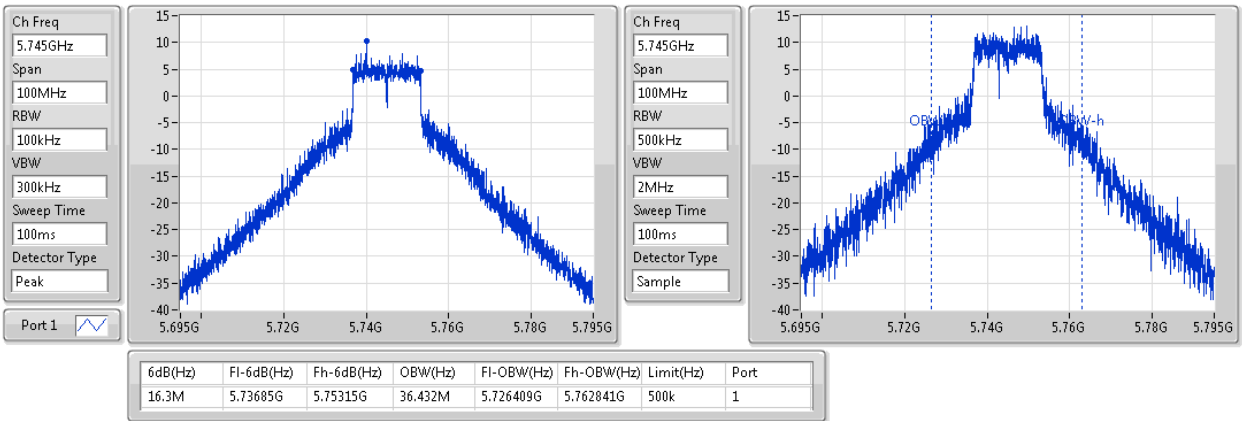 Ch Freq
5.745GHz
Span
100MHz
RBW
100kHz
VBW
300kHz
Sweep Time
100ms
Detector Type
Peak
Port 1
15
10
5
0
-5
-10
-15
-20
-25
-30
-35
-40
5.695G 5.72G 5.74G 5.76G 5.78G 5.795G
Ch Freq
5.745GHz
Span
100MHz
RBW
500kHz
VBW
2MHz
Sweep Time
100ms
Detector Type
Sample
15
10
5
0
-5
-10
-15
-20
-25
-30
-35
-40
5.695G 5.72G 5.74G 5.76G 5.78G 5.795G
6dB(Hz) Fl-6dB(Hz) Fh-6dB(Hz) OBW(Hz) Fl-OBW(Hz) Fh-OBW(Hz) Limit(Hz) Port
16.3M 5.73685G 5.75315G 36.432M 5.726409G 5.762841G 500k 1